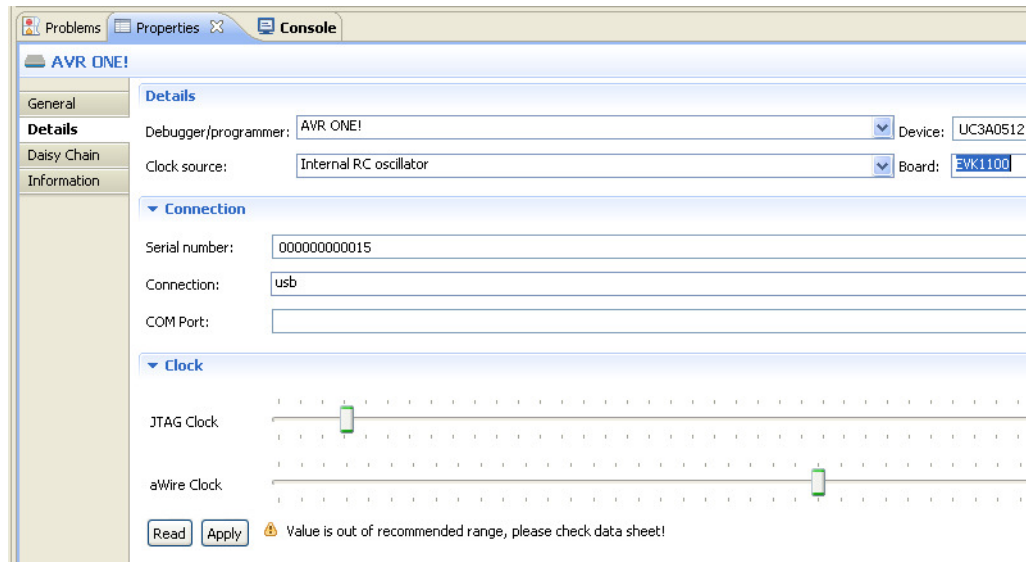 Problems Properties Console
AVR ONE!
General
Details
Daisy Chain
Information
Details
Debugger/programmer: AVR ONE! Device: UC3A0512
Clock source: Internal RC oscillator Board: EVK1100
Connection
Serial number: 000000000015
Connection: usb
COM Port:
Clock
JTAG Clock
aWire Clock
Read Apply Value is out of recommended range, please check data sheet!